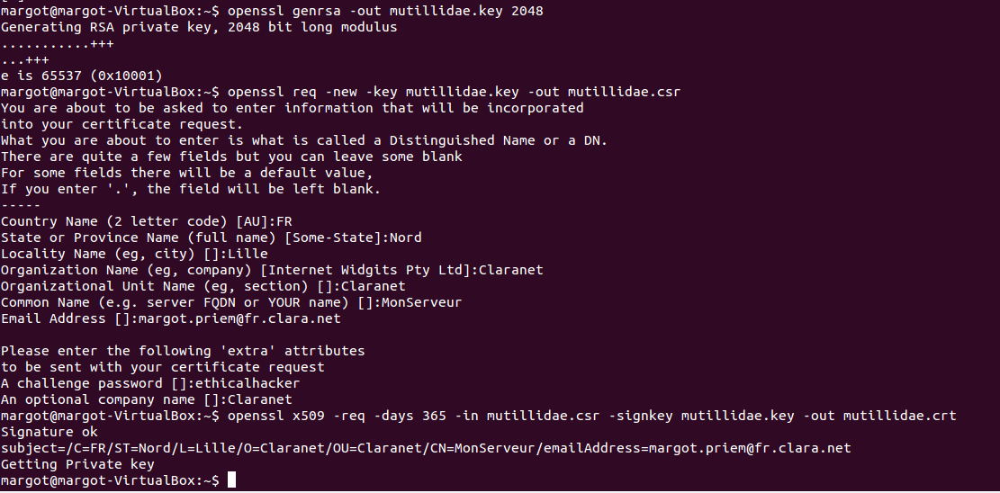 margot@margot-VirtualBox:~$ openssl genrsa -out mutillidae.key 2048
Generating RSA private key, 2048 bit long modulus
...........+++
...+++
e is 65537 (0x10001)
margot@margot-VirtualBox:~$ openssl req -new -key mutillidae.key -out mutillidae.csr
You are about to be asked to enter information that will be incorporated
into your certificate request.
What you are about to enter is what is called a Distinguished Name or a DN.
There are quite a few fields but you can leave some blank
For some fields there will be a default value,
If you enter '.', the field will be left blank.
-----
Country Name (2 letter code) [AU]:FR
State or Province Name (full name) [Some-State]:Nord
Locality Name (eg, city) []:Lille
Organization Name (eg, company) [Internet Widgits Pty Ltd]:Claranet
Organizational Unit Name (eg, section) []:Claranet
Common Name (e.g. server FQDN or YOUR name) []:MonServeur
Email Address []:margot.priem@fr.clara.net

Please enter the following 'extra' attributes
to be sent with your certificate request
A challenge password []:ethicalhacker
An optional company name []:Claranet
margot@margot-VirtualBox:~$ openssl x509 -req -days 365 -in mutillidae.csr -signkey mutillidae.key -out mutillidae.crt
Signature ok
subject=/C=FR/ST=Nord/L=Lille/O=Claranet/OU=Claranet/CN=MonServeur/emailAddress=margot.priem@fr.clara.net
Getting Private key
margot@margot-VirtualBox:~$